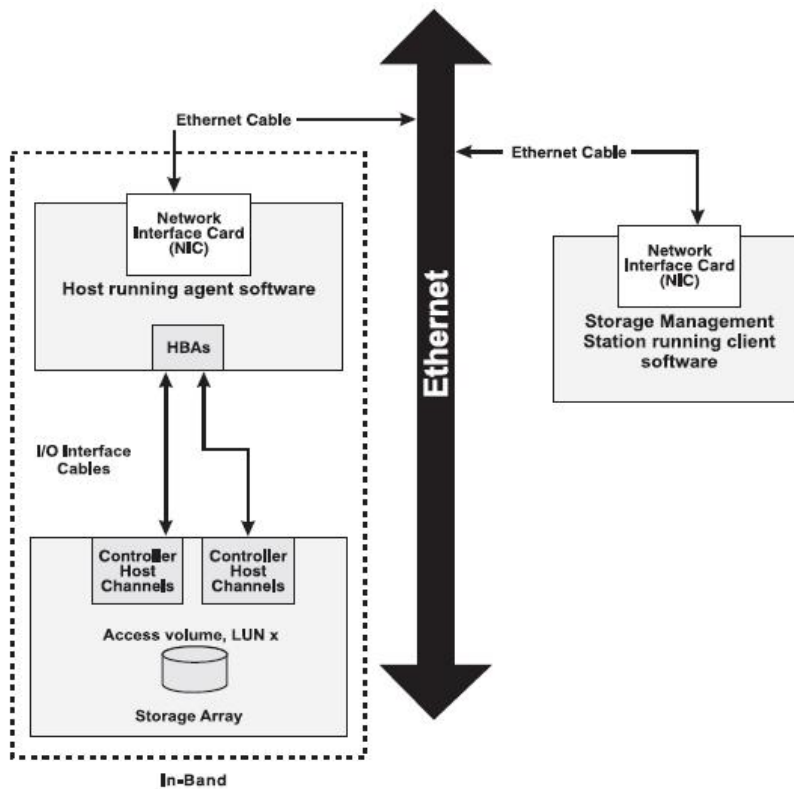 Ethernet Cable
Ethernet Cable
Network
Interface Card
(NIC)
Host running agent software
HBAs
I/O Interface
Cables
Controller
Host
Channels
Controller
Host
Channels
Access volume, LUN x
Storage Array
In-Band
Ethernet
Network
Interface Card
(NIC)
Storage Management
Station running client
software